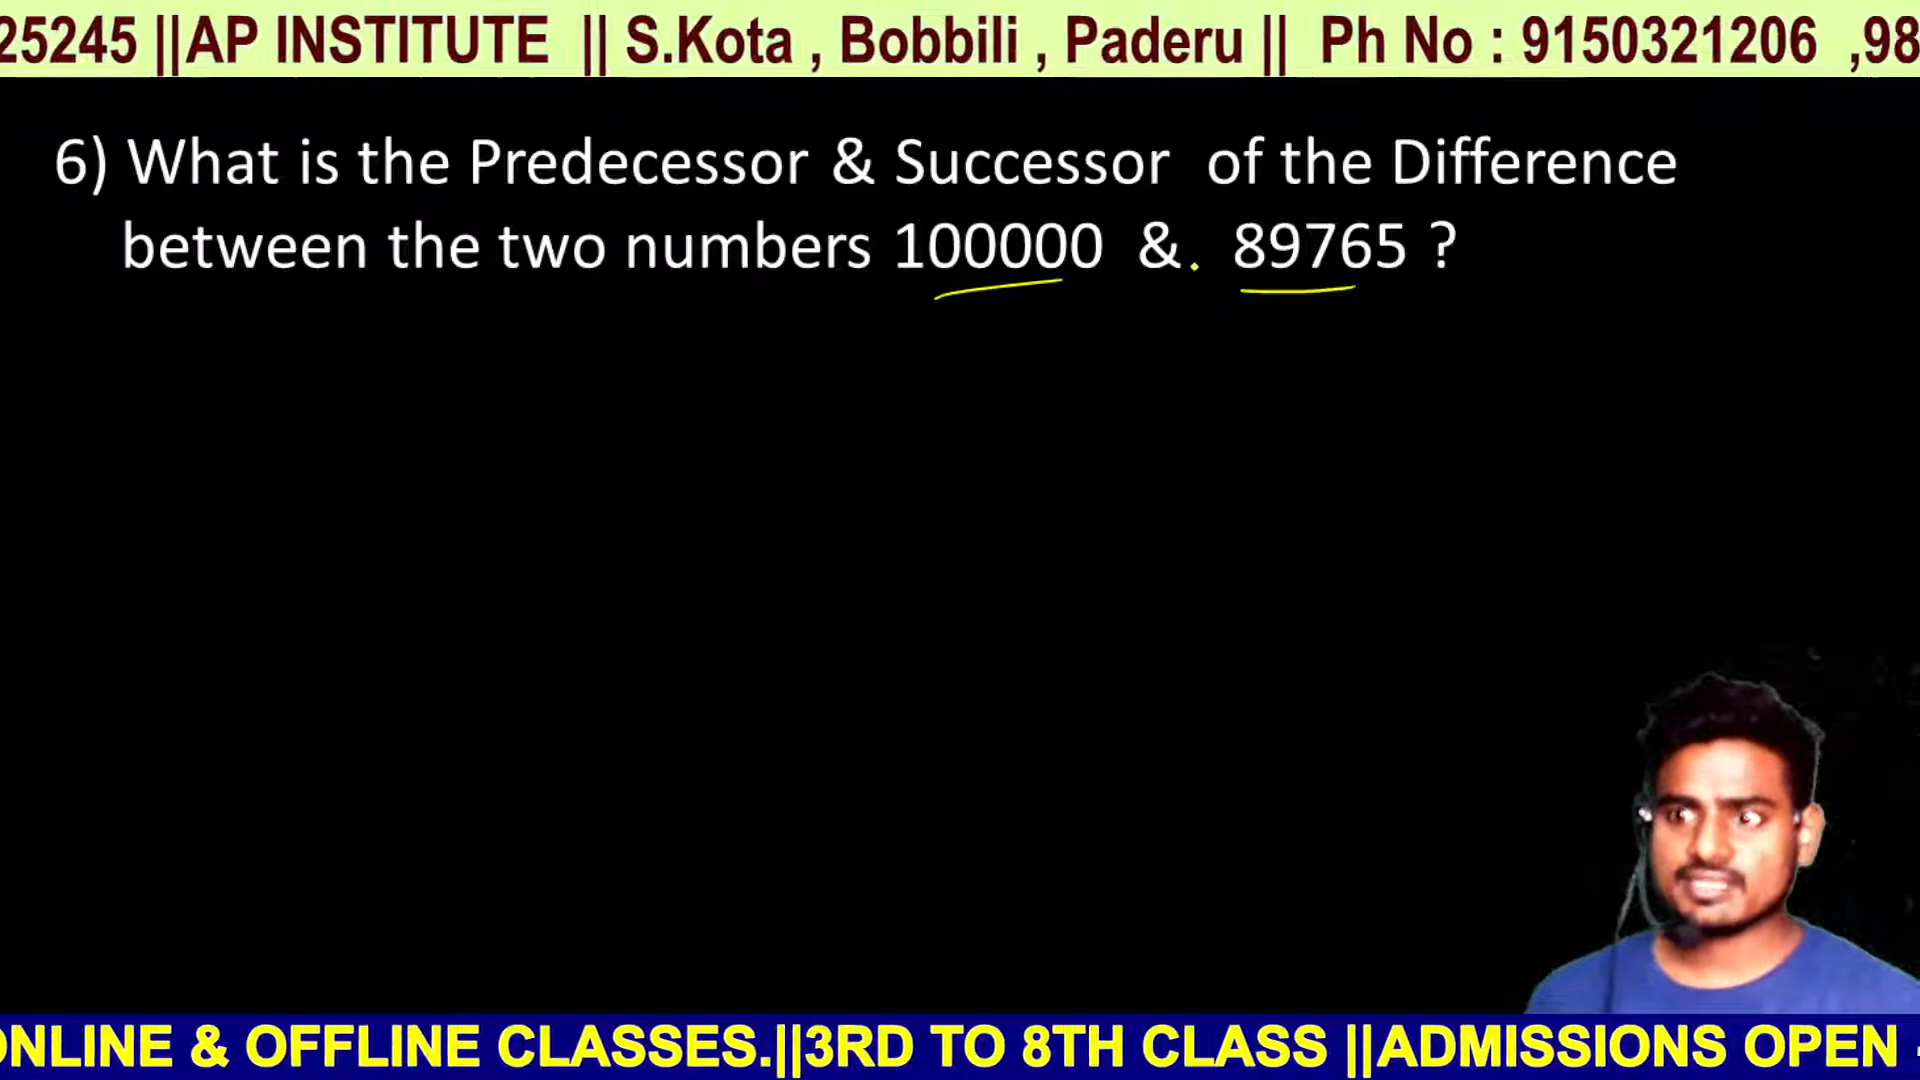 25245 ||AP INSTITUTE || S.Kota , Bobbili , Paderu || Ph No : 9150321206 ,98
6) What is the Predecessor & Successor of the Difference
between the two numbers 100000 &. 89765 ?
ONLINE & OFFLINE CLASSES.||3RD TO 8TH CLASS ||ADMISSIONS OPEN -